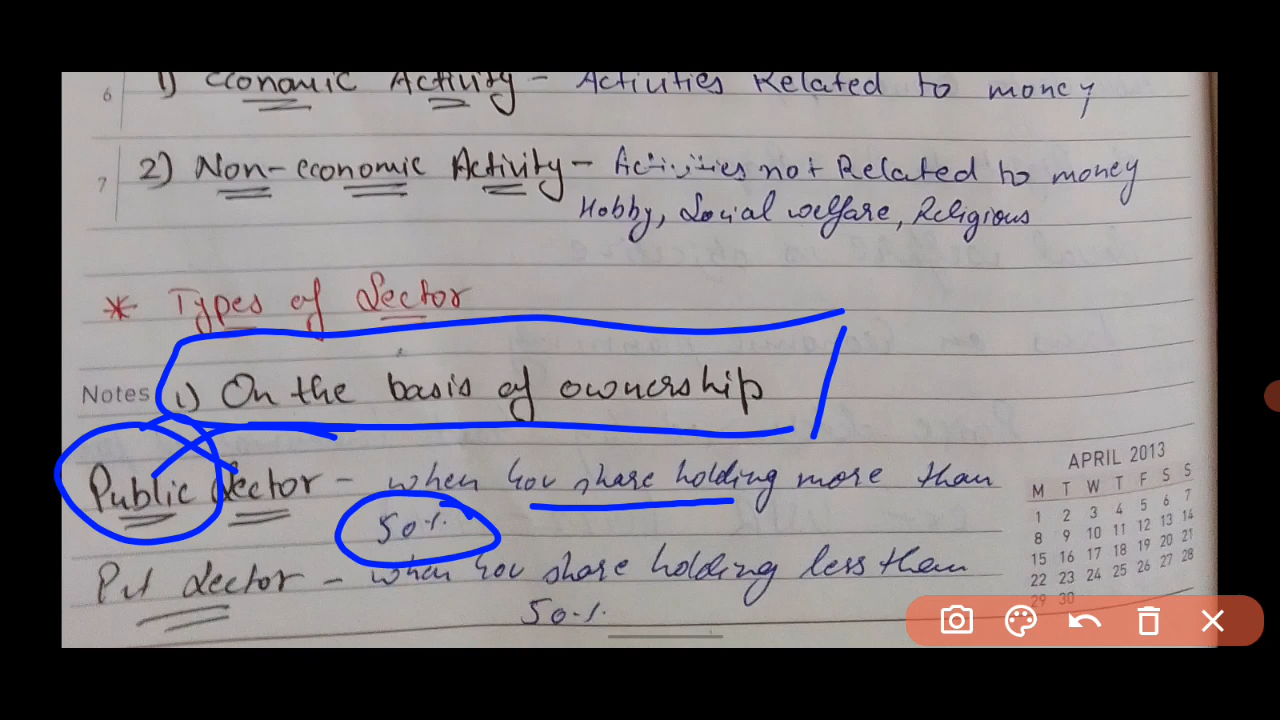 6
1) Economic Activity - Activities Related to money
7
2) Non-economic Activity - Activities not Related to money
Hobby, Social welfare, Religious
* Types of Sector
Notes
1) On the basis of ownership
Public Sector - when Gov share holding more than
50%
Pvt Sector - when Gov share holding less than
50%
APRIL 2013
M T W T F S S
1 2 3 4 5 6 7
8 9 10 11 12 13 14
15 16 17 18 19 20 21
22 23 24 25 26 27 28
29 30